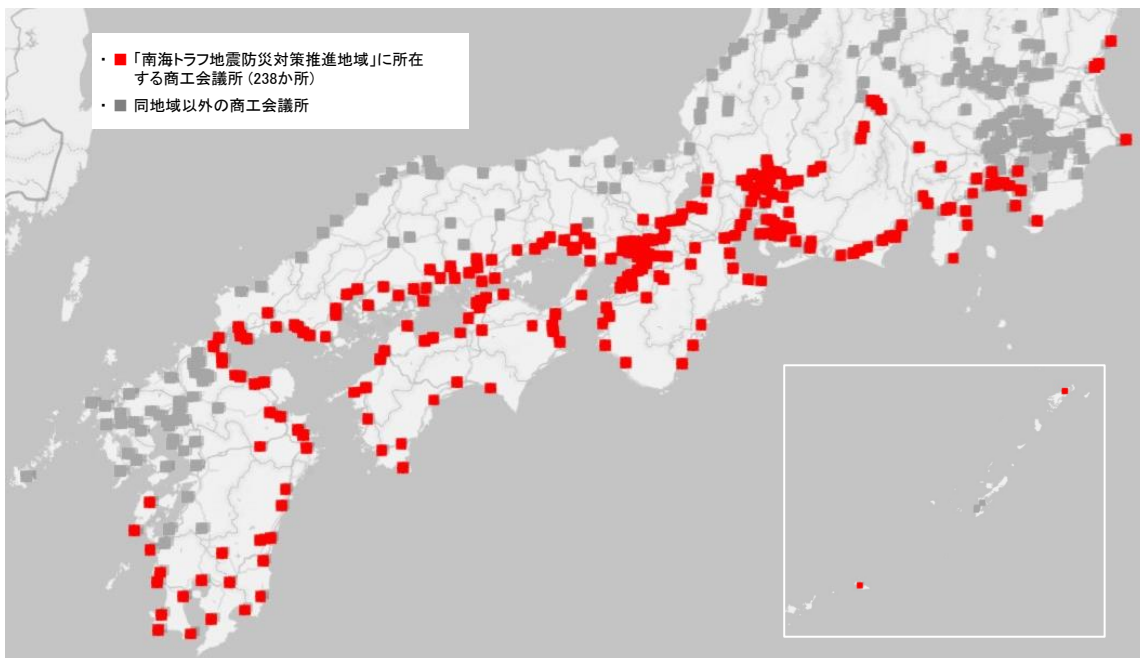 ・ ■ 「南海トラフ地震防災対策推進地域」に所在
する商工会議所 (238か所)
・ ■ 同地域以外の商工会議所